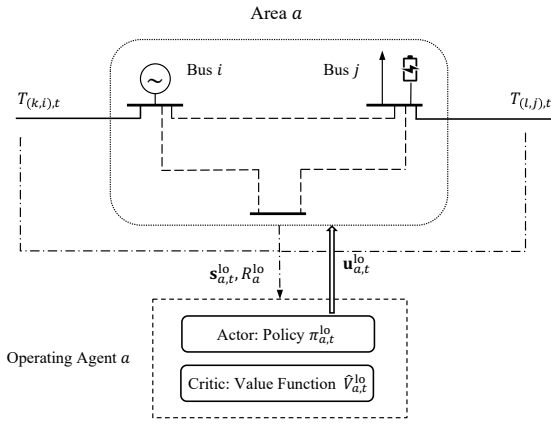 Area a
Bus i
Bus j
T(k,i),t
T(l,j),t
s^lo_a,t, R^lo_a
u^lo_a,t
Operating Agent a
Actor: Policy π^lo_a,t
Critic: Value Function V̂^lo_a,t